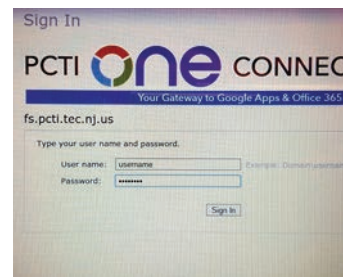 Sign In
PCTI one CONNEC
Your Gateway to Google Apps & Office 365
fs.pcti.tec.nj.us
Type your user name and password.
User name: username Example: Domain\username
Password: ••••••••
Sign In